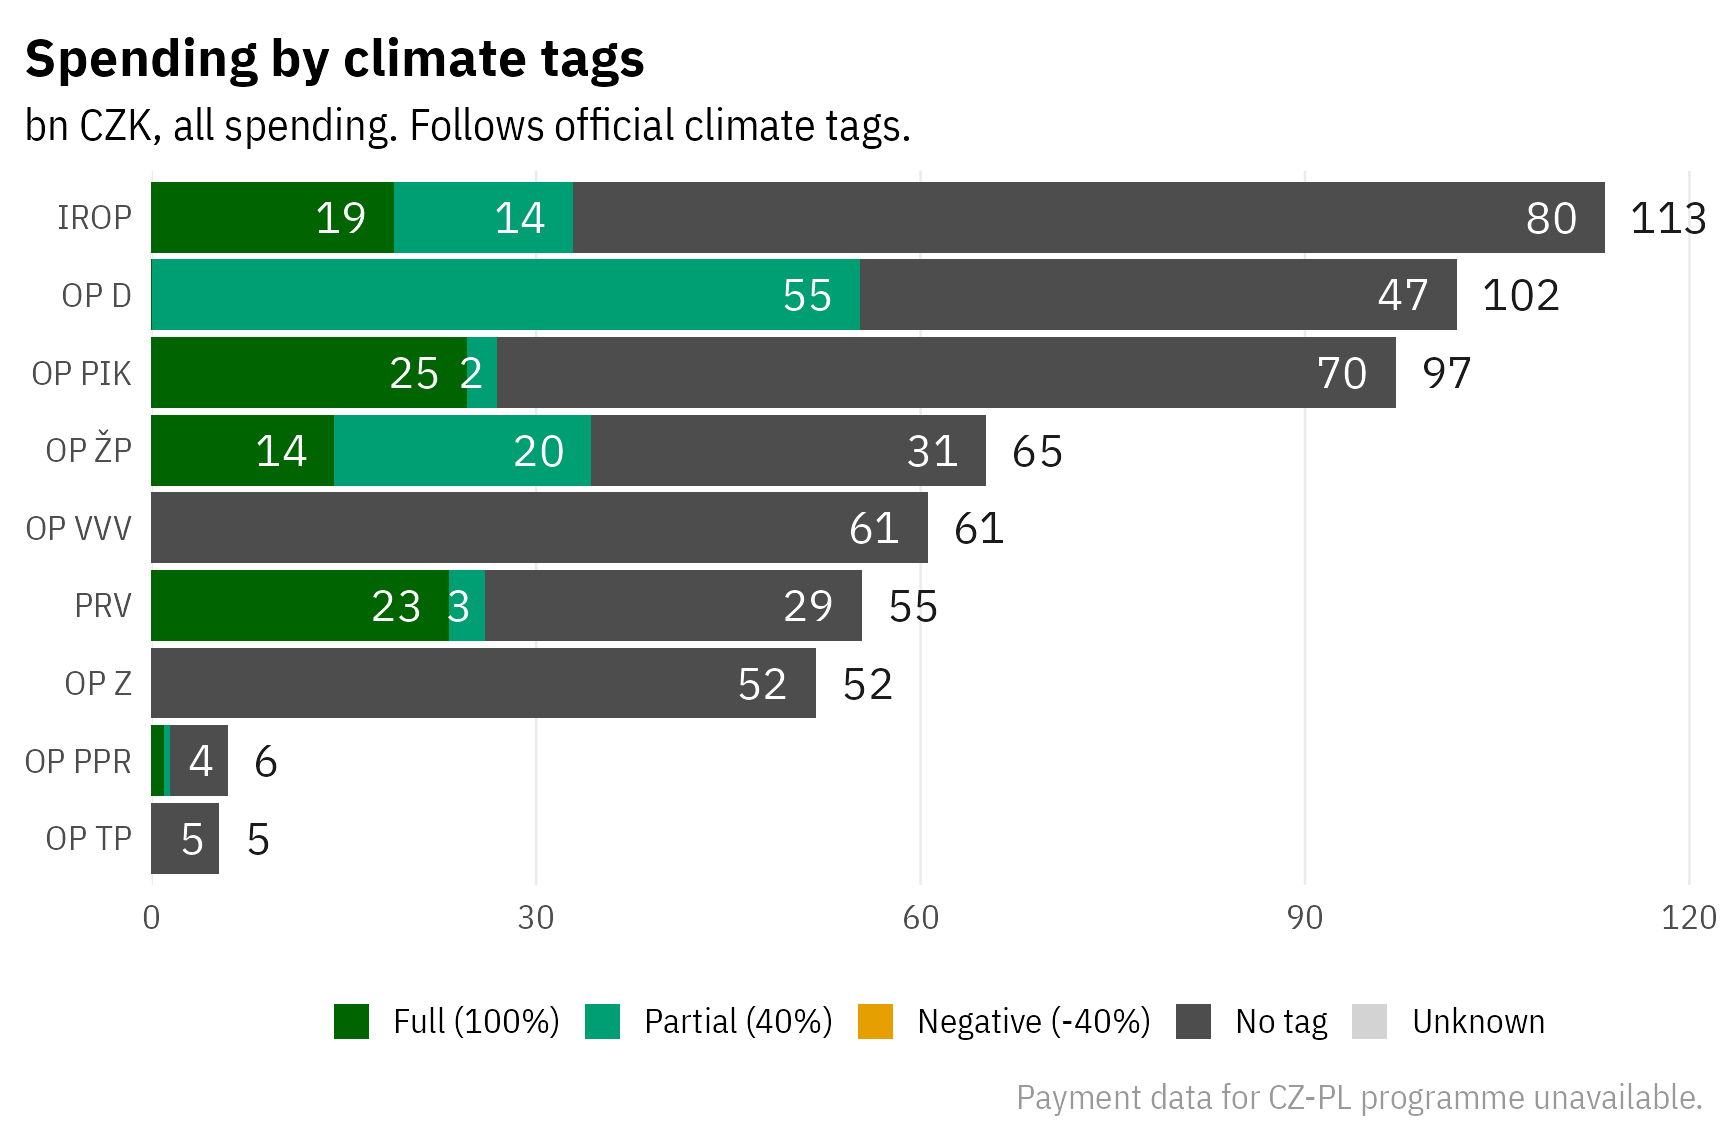 Spending by climate tags
bn CZK, all spending. Follows official climate tags.
IROP 19 14 80 113
OP D 55 47 102
OP PIK 25 2 70 97
OP ŽP 14 20 31 65
OP VVV 61 61
PRV 23 3 29 55
OP Z 52 52
OP PPR 4 6
OP TP 5 5
0 30 60 90 120
Full (100%) Partial (40%) Negative (-40%) No tag Unknown
Payment data for CZ-PL programme unavailable.